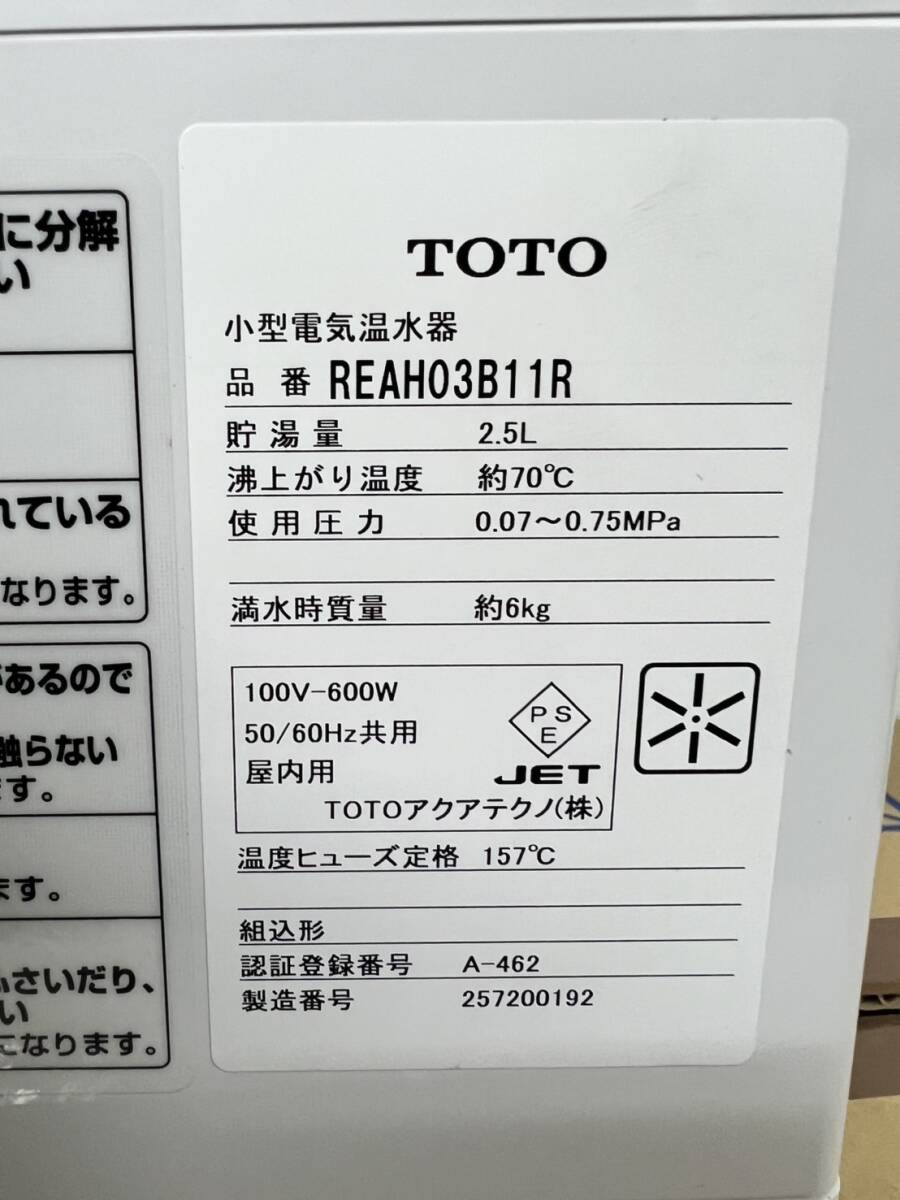 に分解
い
れている
なります。
があるので
触らない
す。
ます。
ふさいだり、
い
になります。
TOTO
小型電気温水器
品番 REAH03B11R
貯湯量 2.5L
沸上がり温度 約70℃
使用圧力 0.07〜0.75MPa
満水時質量 約6kg
100V-600W
50/60Hz共用
屋内用
PS
E
JET
TOTOアクアテクノ(株)
温度ヒューズ定格 157℃
組込形
認証登録番号 A-462
製造番号 257200192